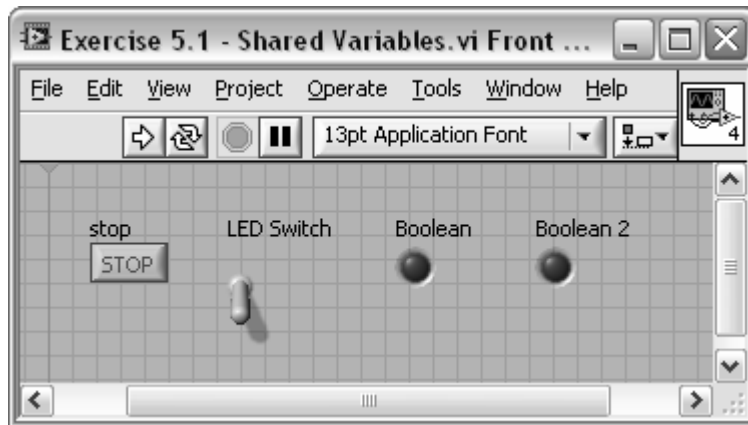 Exercise 5.1 - Shared Variables.vi Front ...
File Edit View Project Operate Tools Window Help
13pt Application Font
4
stop LED Switch Boolean Boolean 2
STOP